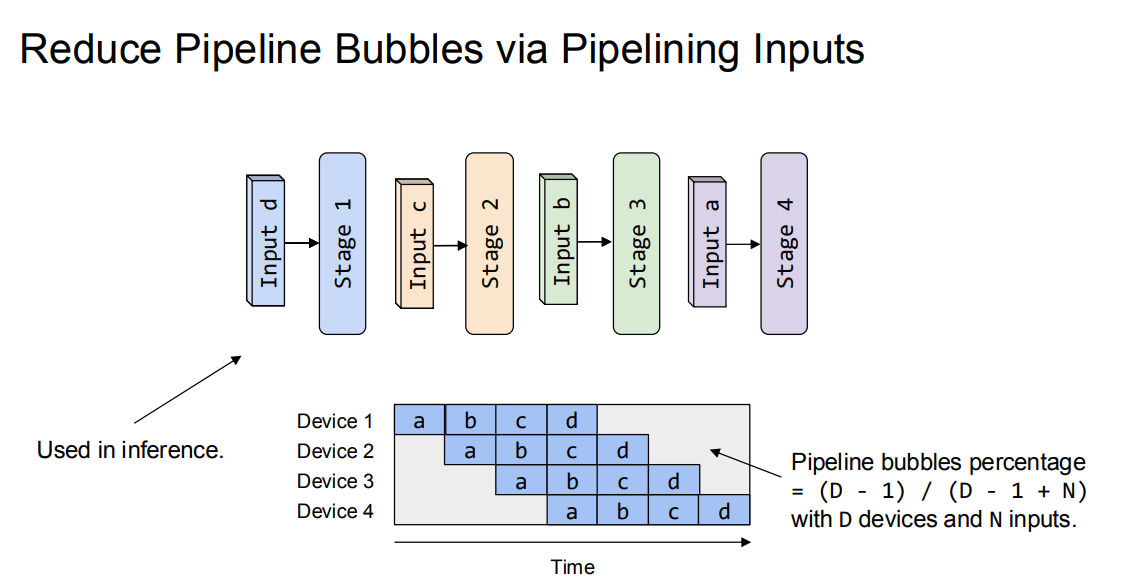 Reduce Pipeline Bubbles via Pipelining Inputs
Input d
Stage 1
Input c
Stage 2
Input b
Stage 3
Input a
Stage 4
Used in inference.
Device 1 a b c d
Device 2 a b c d
Device 3 a b c d
Device 4 a b c d
Time
Pipeline bubbles percentage
= (D - 1) / (D - 1 + N)
with D devices and N inputs.